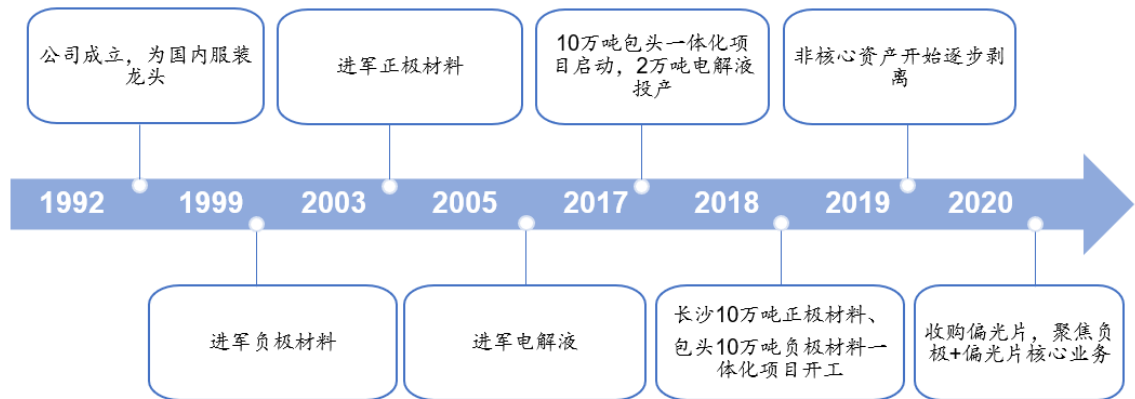 公司成立，为国内服装
龙头
进军正极材料
10万吨包头一体化项
目启动，2万吨电解液
投产
非核心资产开始逐步剥
离
1992
1999
2003
2005
2017
2018
2019
2020
进军负极材料
进军电解液
长沙10万吨正极材料、
包头10万吨负极材料一
体化项目开工
收购偏光片，聚焦负
极+偏光片核心业务